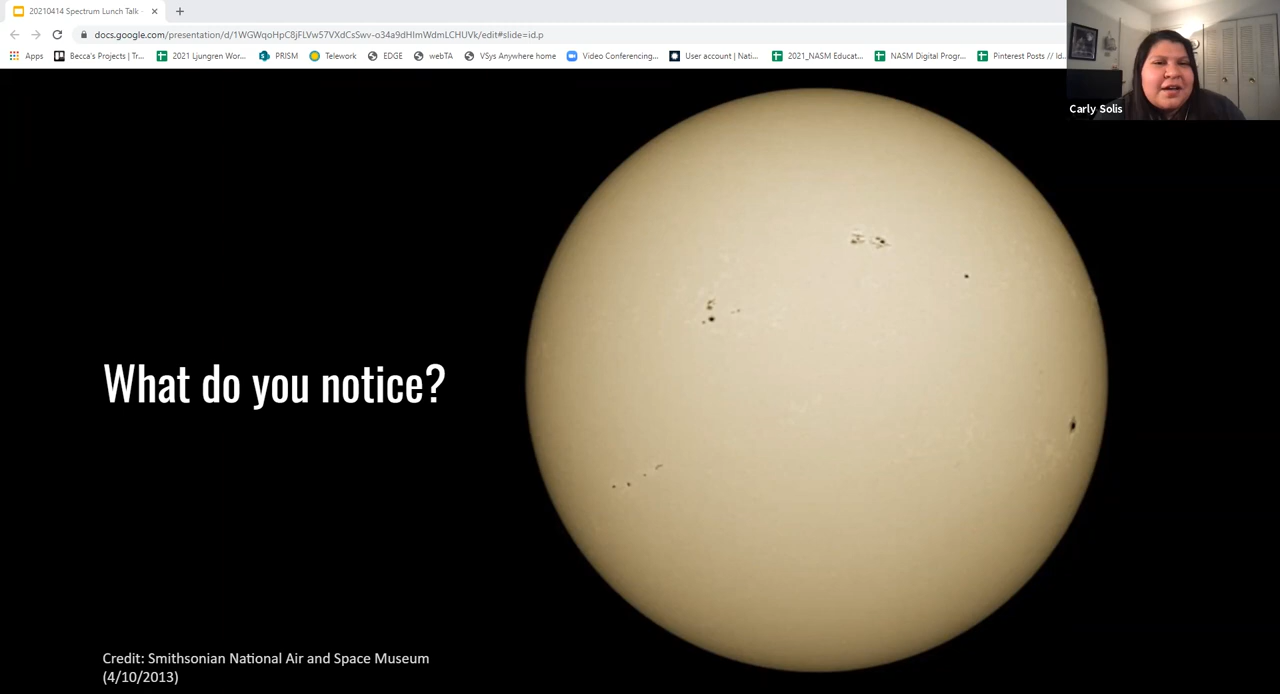 20210414 Spectrum Lunch Talk -
docs.google.com/presentation/d/1WGWqoHpC8jFLVw57VXdCsSwv-o34a9dHImWdmLCHUVk/edit#slide=id.p
Apps Becca's Projects | Tr... 2021 Ljungren Wor... PRISM Telework EDGE webTA VSys Anywhere home Video Conferencing... User account | Nati... 2021_NASM Educat... NASM Digital Progr... Pinterest Posts // Id...
Carly Solis
What do you notice?
Credit: Smithsonian National Air and Space Museum
(4/10/2013)